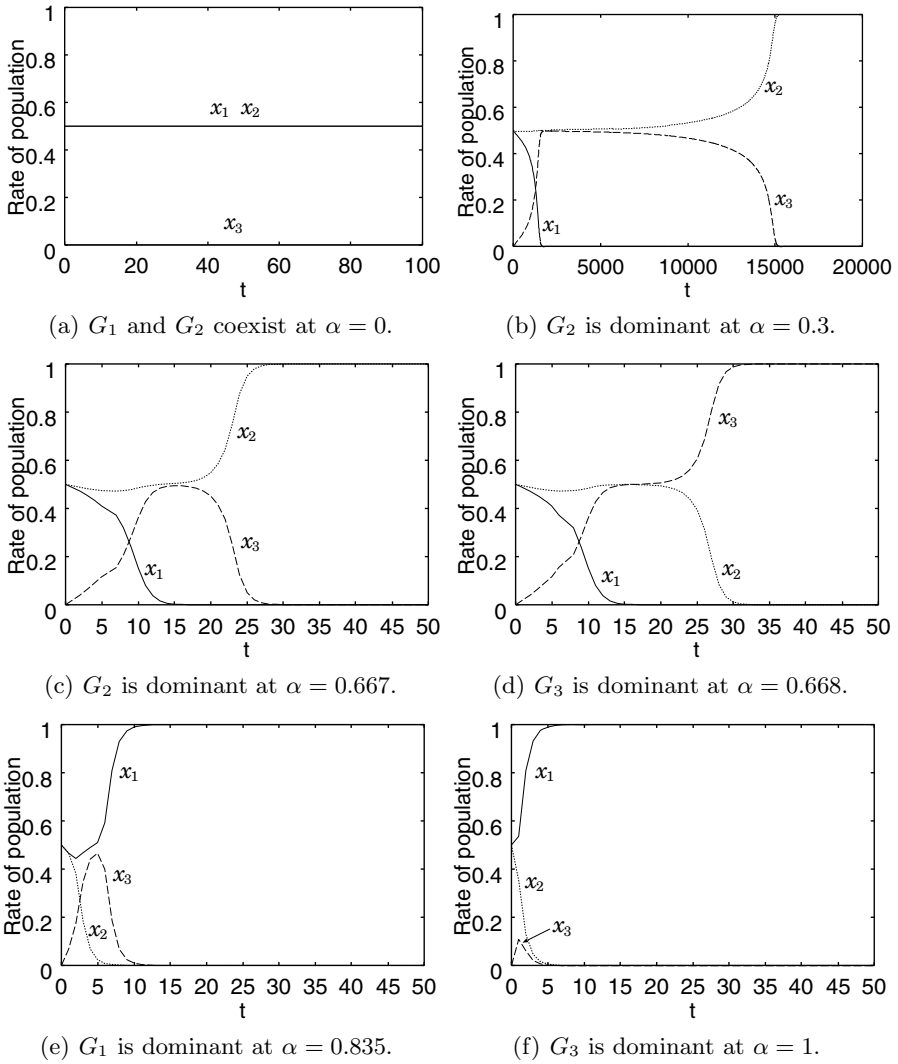 Rate of population
1
0.8
0.6
0.4
0.2
0
x₁ x₂
x₃
0 20 40 60 80 100
t
(a) G₁ and G₂ coexist at α = 0.
Rate of population
1
0.8
0.6
0.4
0.2
0
x₂
x₃
x₁
0 5000 10000 15000 20000
t
(b) G₂ is dominant at α = 0.3.
Rate of population
1
0.8
0.6
0.4
0.2
0
x₂
x₃
x₁
0 5 10 15 20 25 30 35 40 45 50
t
(c) G₂ is dominant at α = 0.667.
Rate of population
1
0.8
0.6
0.4
0.2
0
x₃
x₁
x₂
0 5 10 15 20 25 30 35 40 45 50
t
(d) G₃ is dominant at α = 0.668.
Rate of population
1
0.8
0.6
0.4
0.2
0
x₁
x₃
x₂
0 5 10 15 20 25 30 35 40 45 50
t
(e) G₁ is dominant at α = 0.835.
Rate of population
1
0.8
0.6
0.4
0.2
0
x₁
x₂
x₃
0 5 10 15 20 25 30 35 40 45 50
t
(f) G₃ is dominant at α = 1.